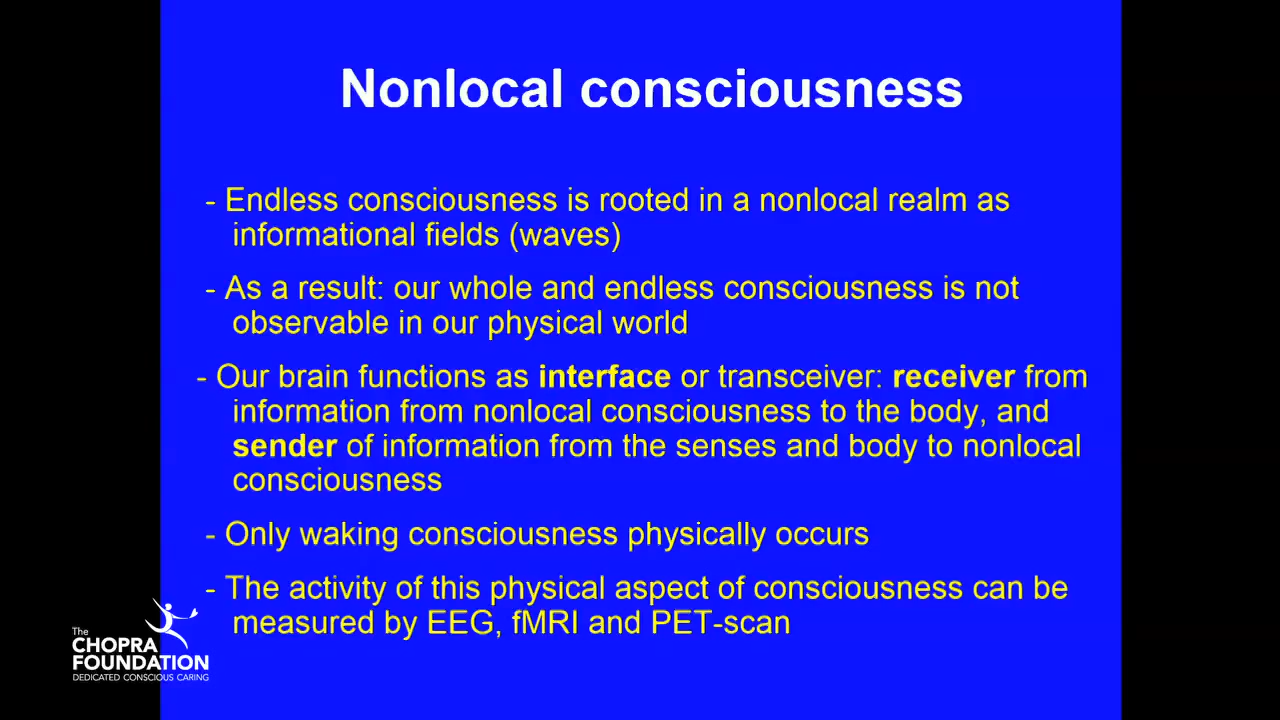 Nonlocal consciousness
- Endless consciousness is rooted in a nonlocal realm as
informational fields (waves)
- As a result: our whole and endless consciousness is not
observable in our physical world
- Our brain functions as interface or transceiver: receiver from
information from nonlocal consciousness to the body, and
sender of information from the senses and body to nonlocal
consciousness
- Only waking consciousness physically occurs
- The activity of this physical aspect of consciousness can be
measured by EEG, fMRI and PET-scan
The
CHOPRA
FOUNDATION
DEDICATED CONSCIOUS CARING